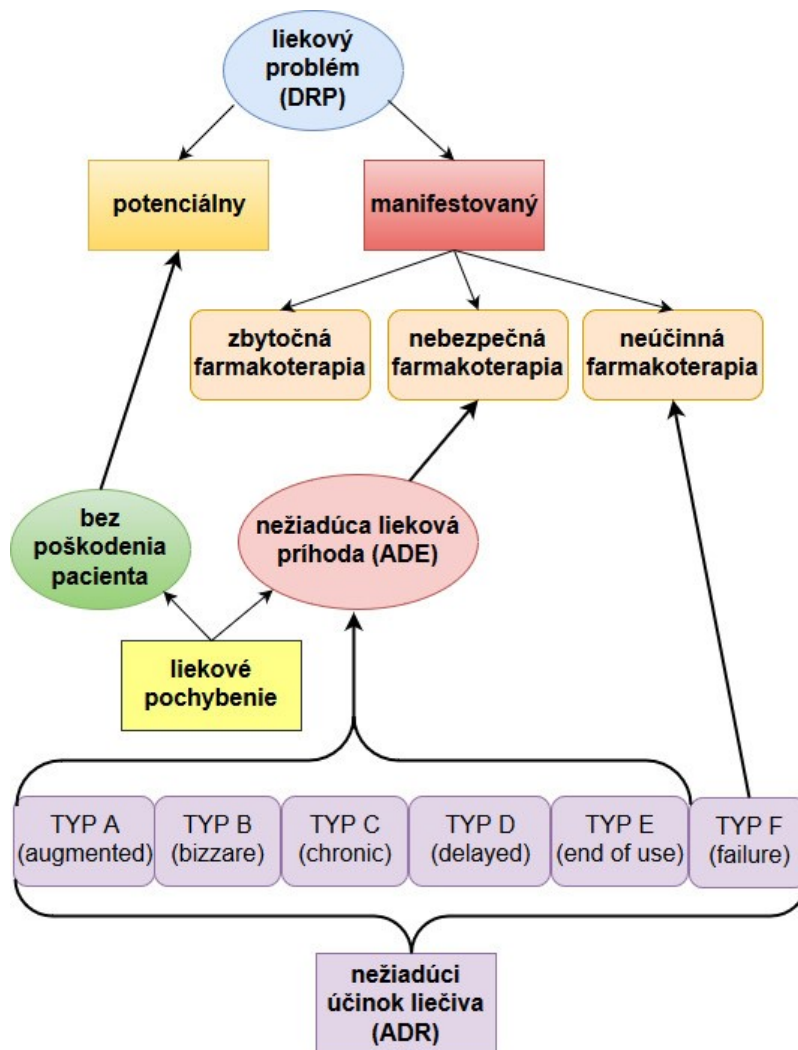 liekový
problém
(DRP)
potenciálny
manifestovaný
zbytočná
farmakoterapia
nebezpečná
farmakoterapia
neúčinná
farmakoterapia
bez
poškodenia
pacienta
nežiadúca lieková
príhoda (ADE)
liekové
pochybenie
TYP A
(augmented)
TYP B
(bizzare)
TYP C
(chronic)
TYP D
(delayed)
TYP E
(end of use)
TYP F
(failure)
nežiadúci
účinok liečiva
(ADR)